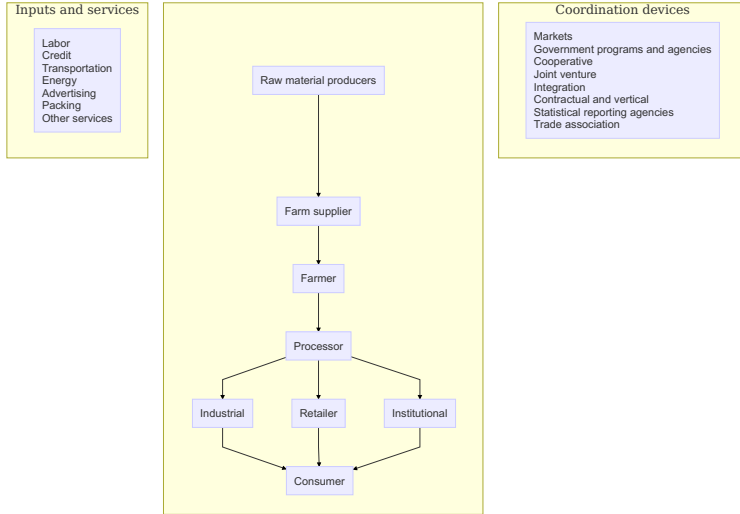 Inputs and services
Labor
Credit
Transportation
Energy
Advertising
Packing
Other services
Raw material producers
Farm supplier
Farmer
Processor
Industrial
Retailer
Institutional
Consumer
Coordination devices
Markets
Government programs and agencies
Cooperative
Joint venture
Integration
Contractual and vertical
Statistical reporting agencies
Trade association